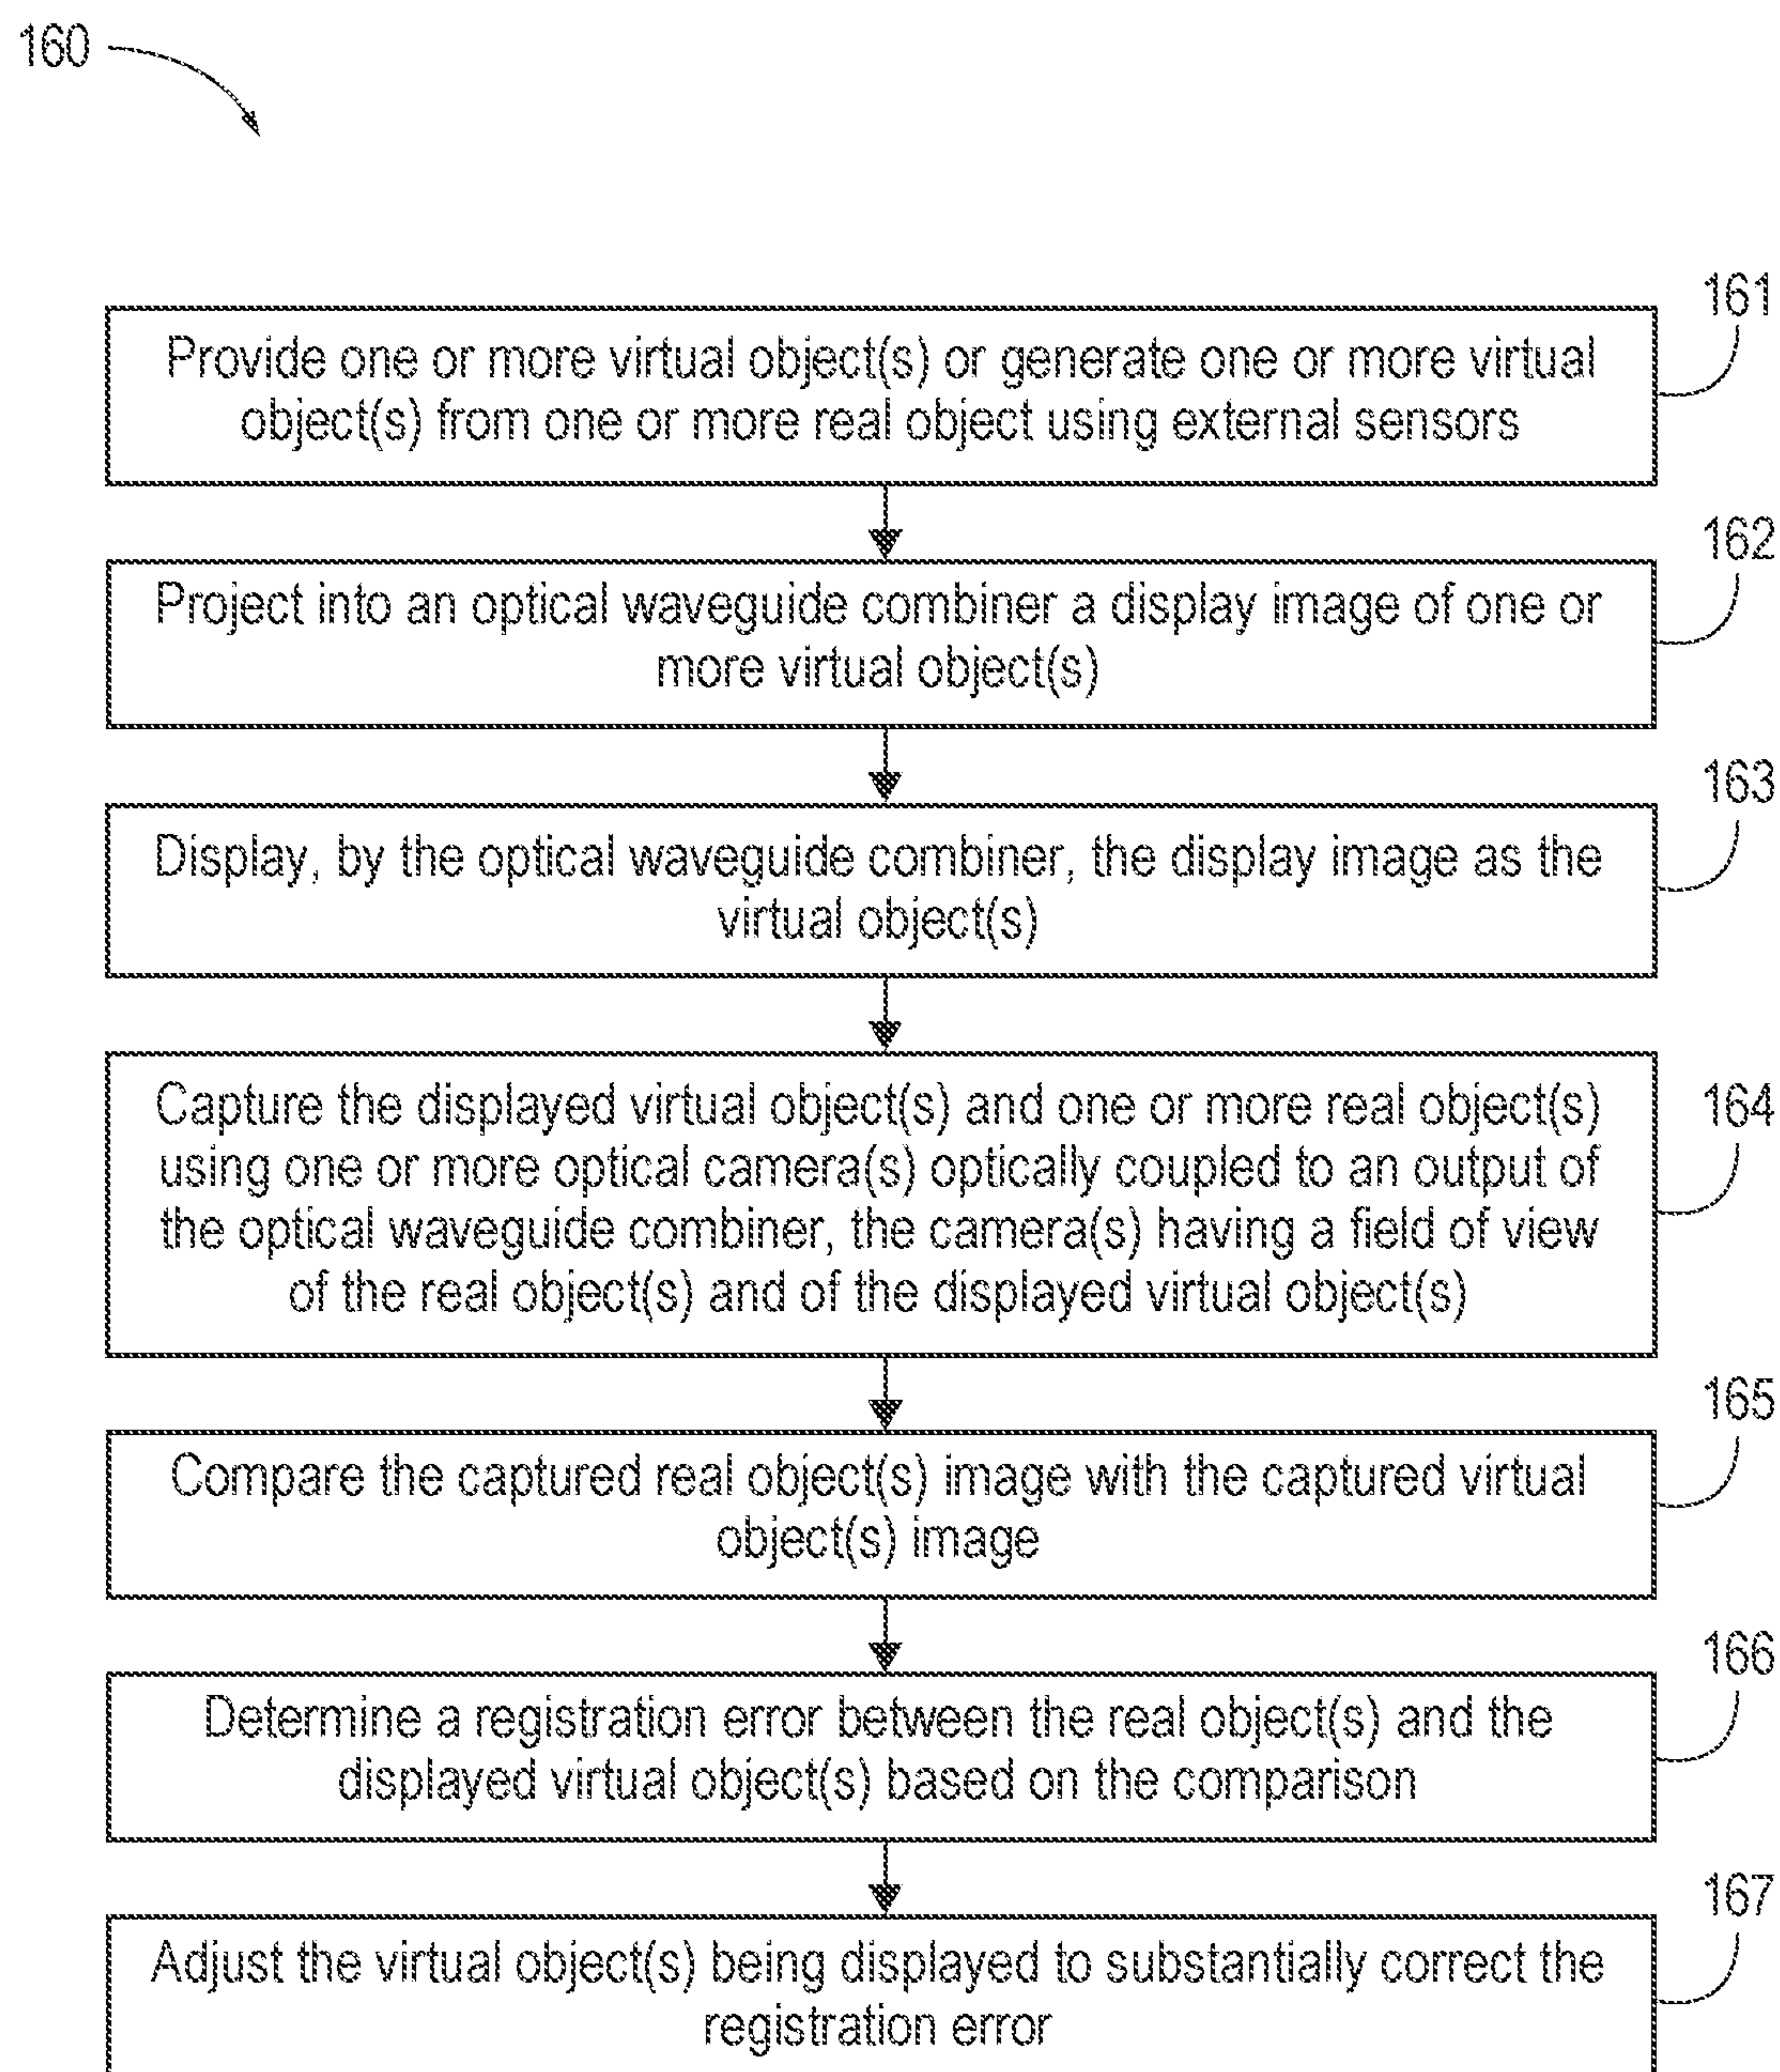 160
161
Provide one or more virtual object(s) or generate one or more virtual
object(s) from one or more real object using external sensors
162
Project into an optical waveguide combiner a display image of one or
more virtual object(s)
163
Display, by the optical waveguide combiner, the display image as the
virtual object(s)
164
Capture the displayed virtual object(s) and one or more real object(s)
using one or more optical camera(s) optically coupled to an output of
the optical waveguide combiner, the camera(s) having a field of view
of the real object(s) and of the displayed virtual object(s)
165
Compare the captured real object(s) image with the captured virtual
object(s) image
166
Determine a registration error between the real object(s) and the
displayed virtual object(s) based on the comparison
167
Adjust the virtual object(s) being displayed to substantially correct the
registration error